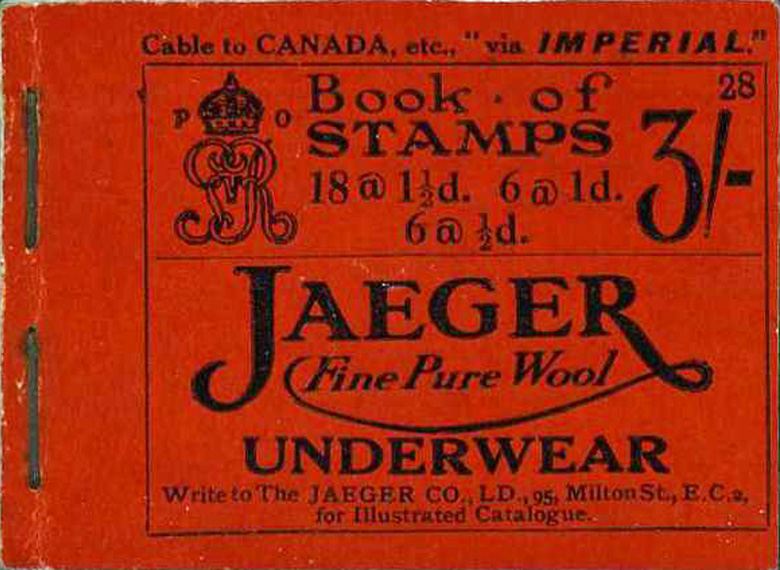 Cable to CANADA, etc., "via IMPERIAL."
28
P O
GVR
Book · of
STAMPS
3/-
18 @ 1½d. 6 @ 1d.
6 @ ½d.
JAEGER
Fine Pure Wool
UNDERWEAR
Write to The JAEGER CO., LD., 95, Milton St., E.C.2,
for Illustrated Catalogue.